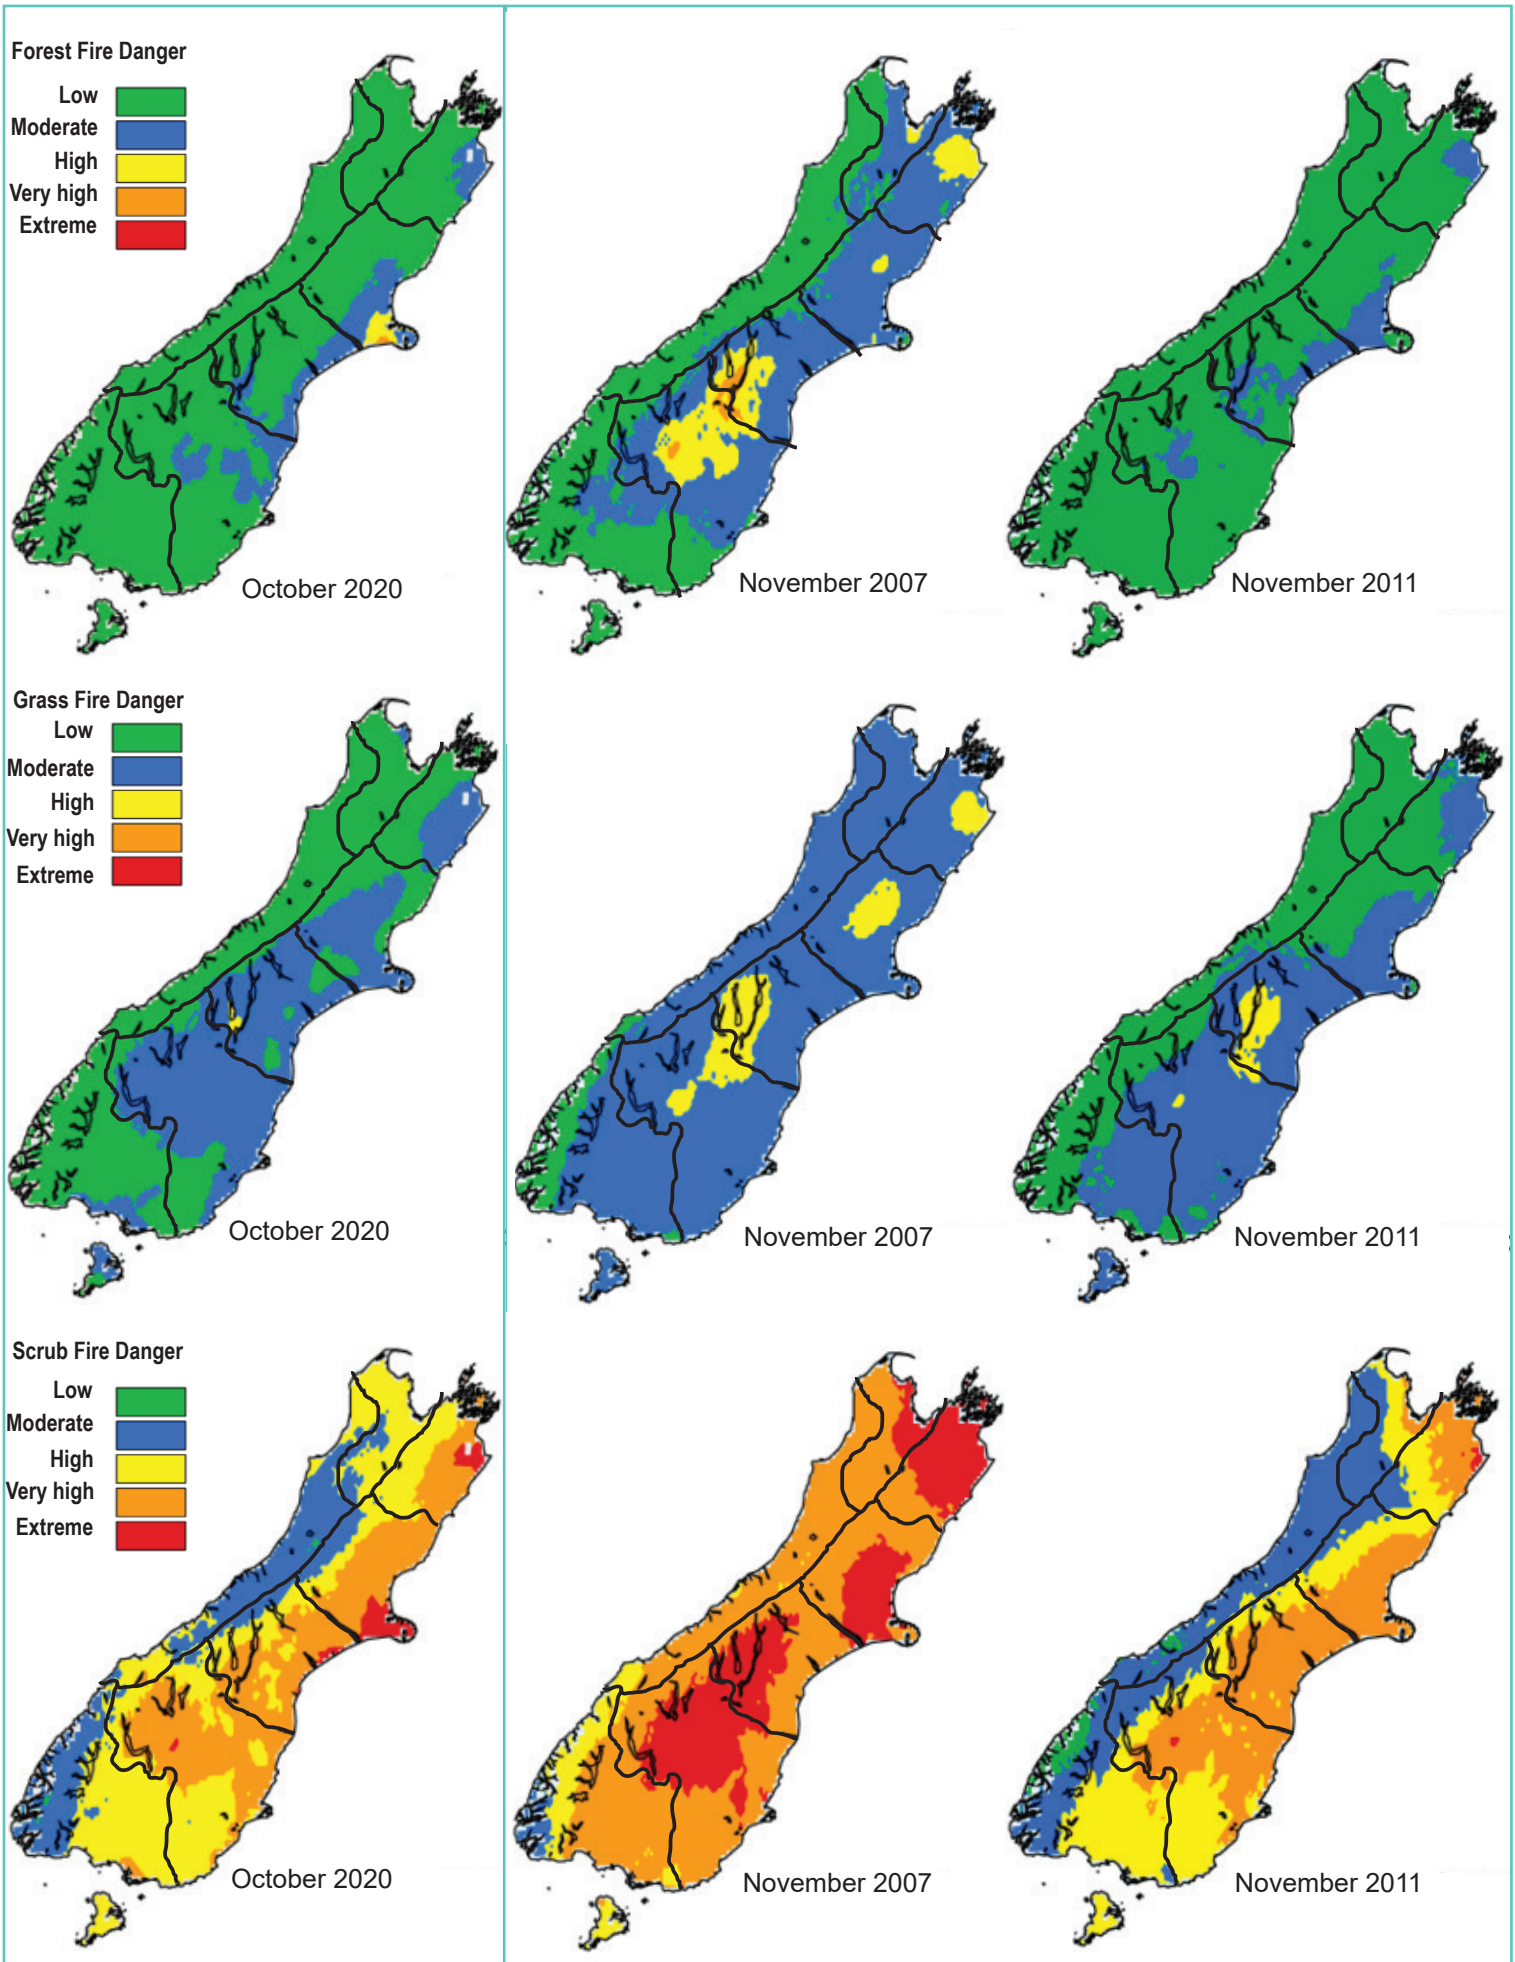 Forest Fire Danger
Low
Moderate
High
Very high
Extreme
October 2020
November 2007
November 2011
Grass Fire Danger
Low
Moderate
High
Very high
Extreme
October 2020
November 2007
November 2011
Scrub Fire Danger
Low
Moderate
High
Very high
Extreme
October 2020
November 2007
November 2011